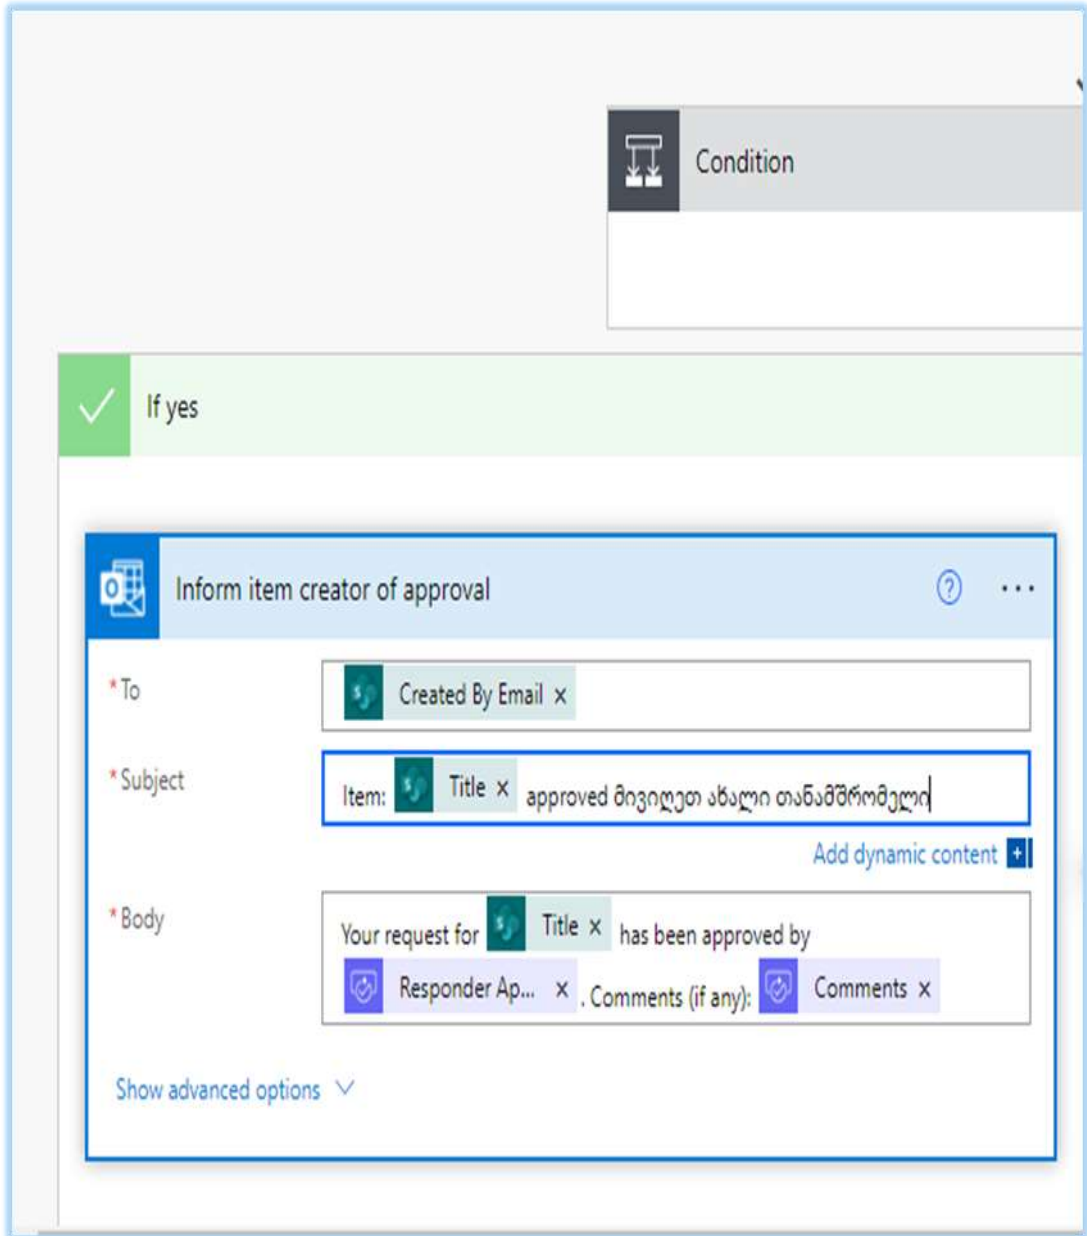 Condition
If yes
Inform item creator of approval
* To
Created By Email ×
* Subject
Item: Title × approved მივიღეთ ახალი თანამშრომელი
Add dynamic content
* Body
Your request for Title × has been approved by
Responder Ap... × . Comments (if any): Comments ×
Show advanced options